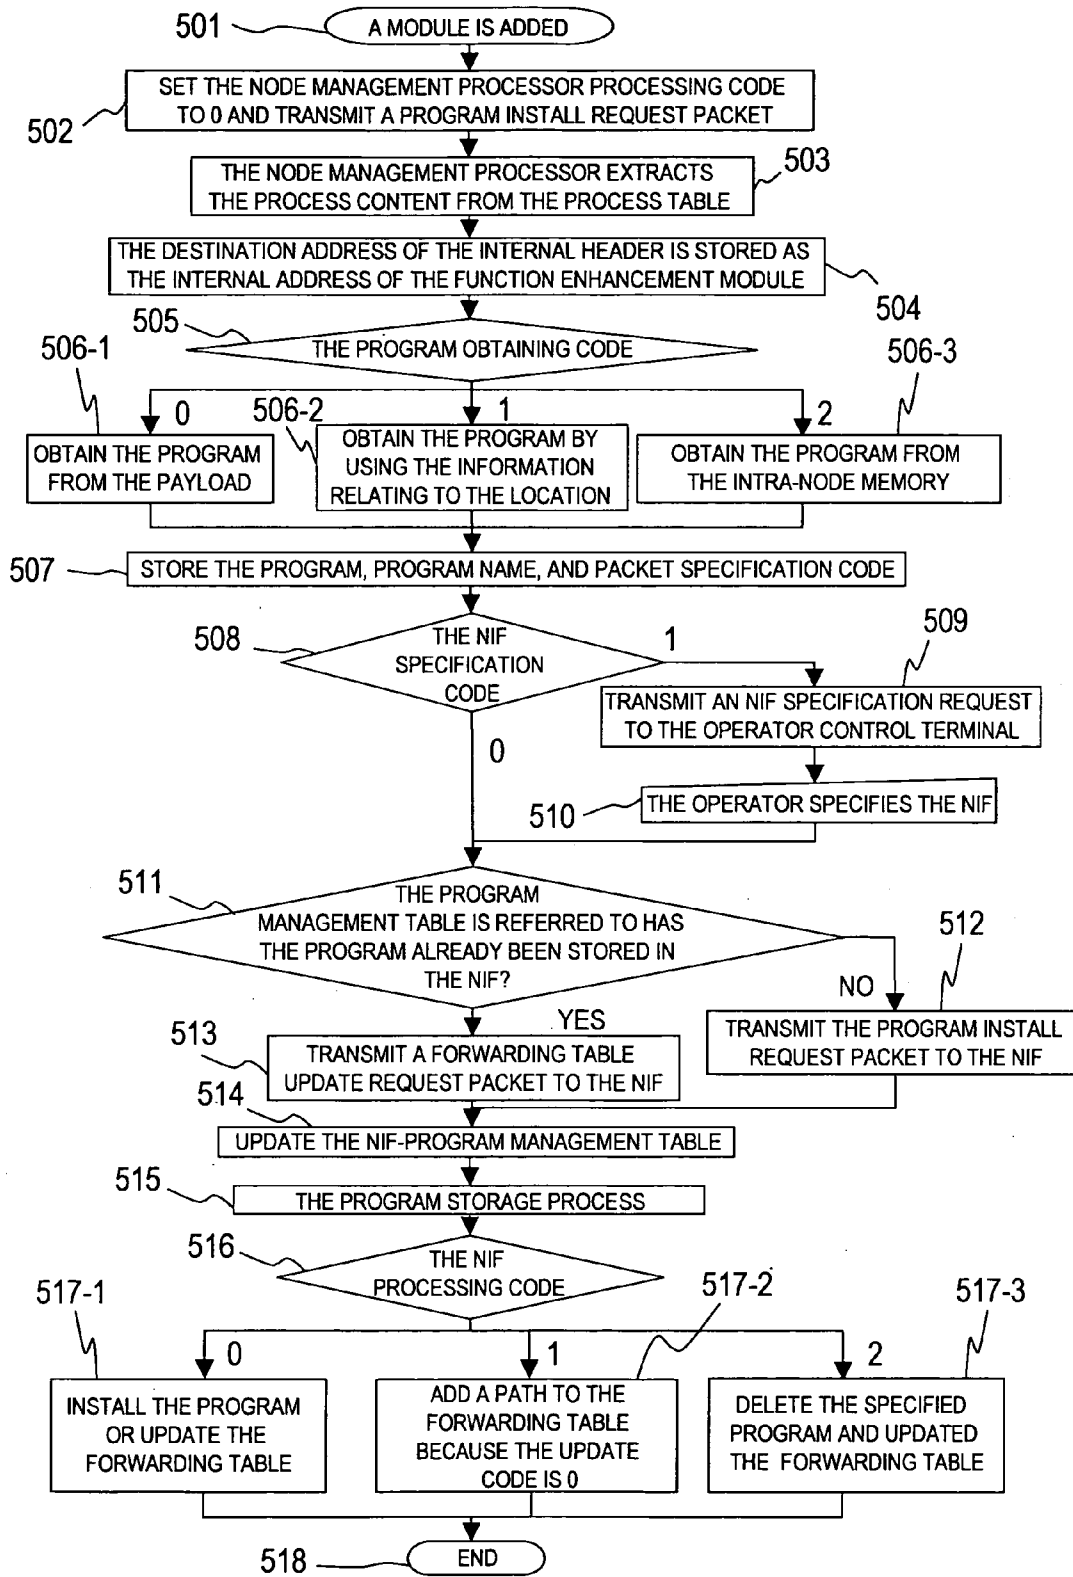 501
A MODULE IS ADDED
SET THE NODE MANAGEMENT PROCESSOR PROCESSING CODE
TO 0 AND TRANSMIT A PROGRAM INSTALL REQUEST PACKET
502
503
THE NODE MANAGEMENT PROCESSOR EXTRACTS
THE PROCESS CONTENT FROM THE PROCESS TABLE
THE DESTINATION ADDRESS OF THE INTERNAL HEADER IS STORED AS
THE INTERNAL ADDRESS OF THE FUNCTION ENHANCEMENT MODULE
504
505
THE PROGRAM OBTAINING CODE
506-1
0
OBTAIN THE PROGRAM
FROM THE PAYLOAD
506-2
1
OBTAIN THE PROGRAM BY
USING THE INFORMATION
RELATING TO THE LOCATION
506-3
2
OBTAIN THE PROGRAM FROM
THE INTRA-NODE MEMORY
507
STORE THE PROGRAM, PROGRAM NAME, AND PACKET SPECIFICATION CODE
508
THE NIF
SPECIFICATION
CODE
1
509
TRANSMIT AN NIF SPECIFICATION REQUEST
TO THE OPERATOR CONTROL TERMINAL
0
510
THE OPERATOR SPECIFIES THE NIF
511
THE PROGRAM
MANAGEMENT TABLE IS REFERRED TO HAS
THE PROGRAM ALREADY BEEN STORED IN
THE NIF?
512
NO
TRANSMIT THE PROGRAM INSTALL
REQUEST PACKET TO THE NIF
YES
513
TRANSMIT A FORWARDING TABLE
UPDATE REQUEST PACKET TO THE NIF
514
UPDATE THE NIF-PROGRAM MANAGEMENT TABLE
515
THE PROGRAM STORAGE PROCESS
516
THE NIF
PROCESSING CODE
517-1
0
INSTALL THE PROGRAM
OR UPDATE THE
FORWARDING TABLE
517-2
1
ADD A PATH TO THE
FORWARDING TABLE
BECAUSE THE UPDATE
CODE IS 0
517-3
2
DELETE THE SPECIFIED
PROGRAM AND UPDATED
THE FORWARDING TABLE
518
END